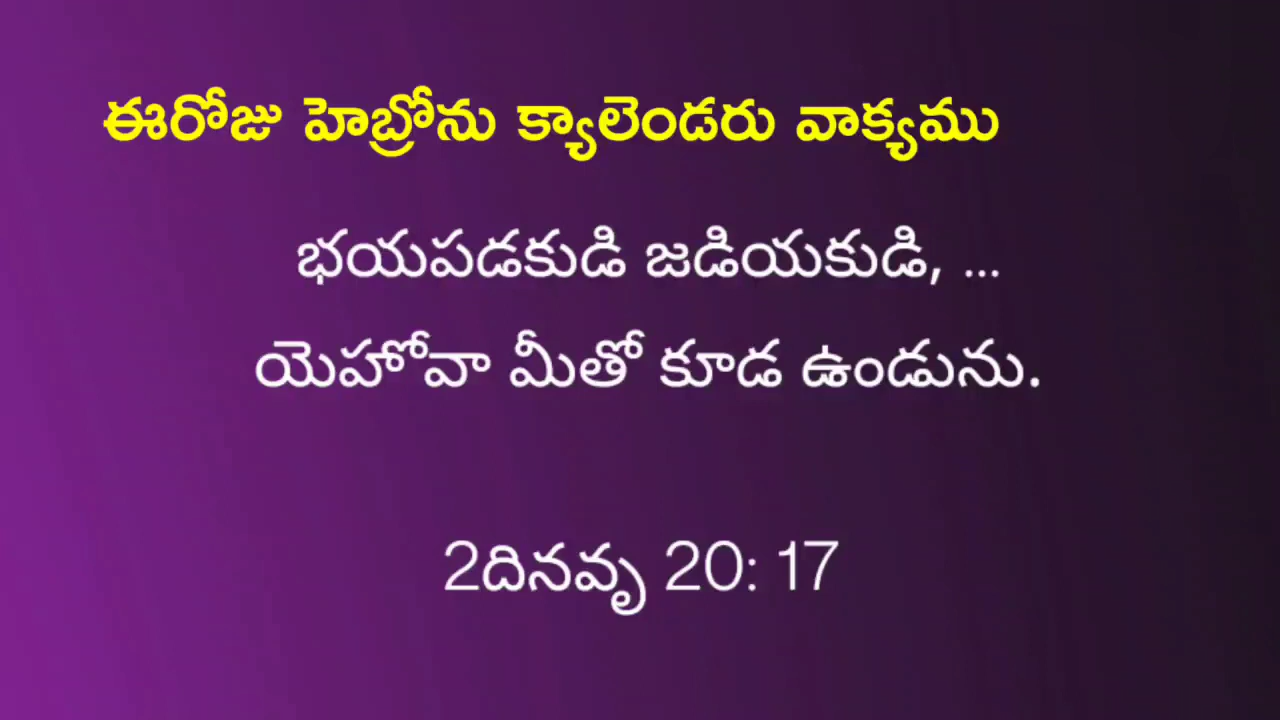 ఈరోజు హెబ్రోను క్యాలెండరు వాక్యము
భయపడకుడి జడియకుడి, ...
యెహోవా మీతో కూడ ఉండును.
2దినవృ 20: 17